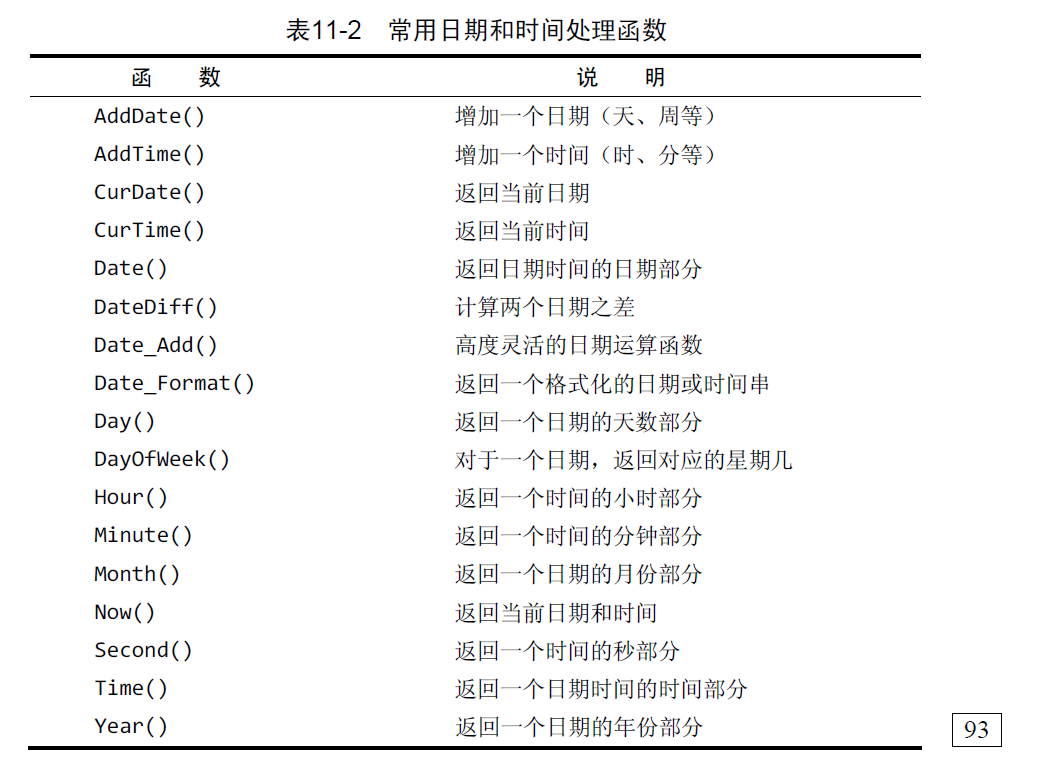 表11-2 常用日期和时间处理函数
函 数 说 明
AddDate() 增加一个日期（天、周等）
AddTime() 增加一个时间（时、分等）
CurDate() 返回当前日期
CurTime() 返回当前时间
Date() 返回日期时间的日期部分
DateDiff() 计算两个日期之差
Date_Add() 高度灵活的日期运算函数
Date_Format() 返回一个格式化的日期或时间串
Day() 返回一个日期的天数部分
DayOfWeek() 对于一个日期，返回对应的星期几
Hour() 返回一个时间的小时部分
Minute() 返回一个时间的分钟部分
Month() 返回一个日期的月份部分
Now() 返回当前日期和时间
Second() 返回一个时间的秒部分
Time() 返回一个日期时间的时间部分
Year() 返回一个日期的年份部分
93